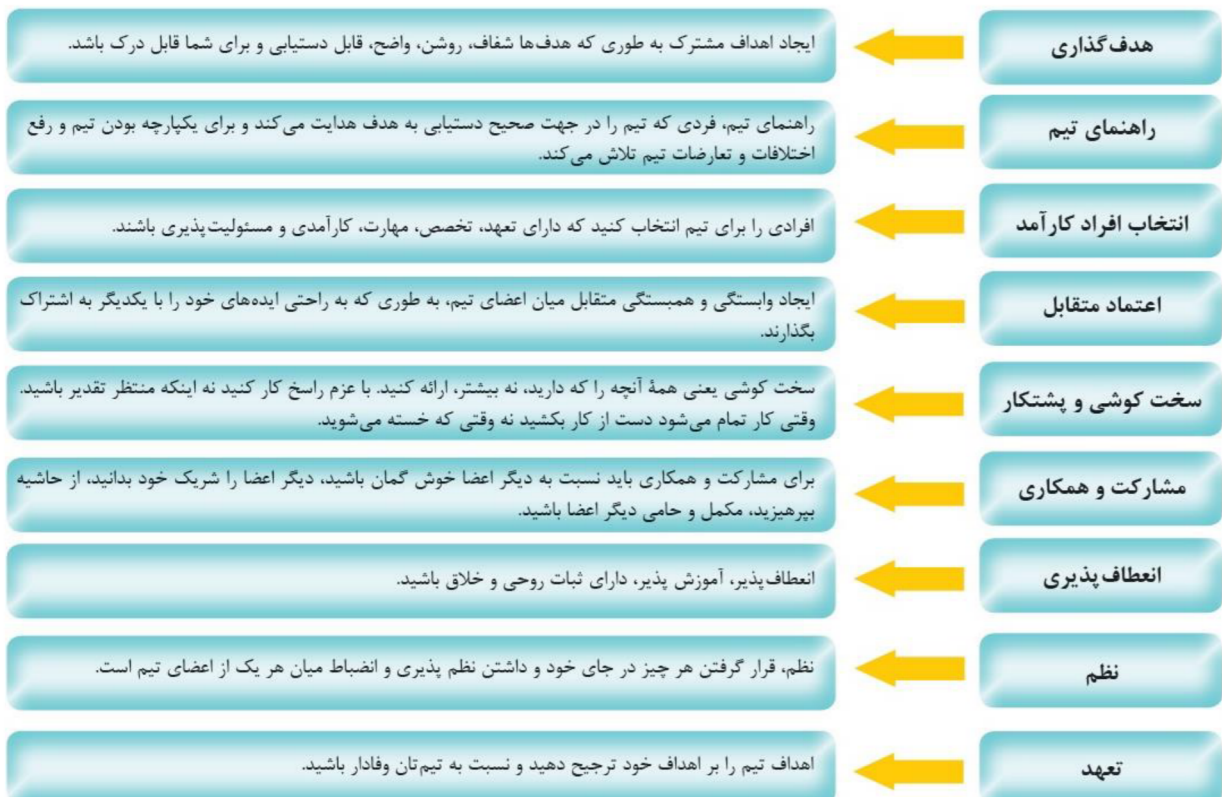 هدف‌گذاری
ایجاد اهداف مشترک به طوری که هدف‌ها شفاف، روشن، واضح، قابل دستیابی و برای شما قابل درک باشد.
راهنمای تیم
راهنمای تیم، فردی که تیم را در جهت صحیح دستیابی به هدف هدایت می‌کند و برای یکپارچه بودن تیم و رفع
اختلافات و تعارضات تیم تلاش می‌کند.
انتخاب افراد کارآمد
افرادی را برای تیم انتخاب کنید که دارای تعهد، تخصص، مهارت، کارآمدی و مسئولیت‌پذیری باشند.
اعتماد متقابل
ایجاد وابستگی و همبستگی متقابل میان اعضای تیم، به طوری که به راحتی ایده‌های خود را با یکدیگر به اشتراک
بگذارند.
سخت کوشی و پشتکار
سخت کوشی یعنی همهٔ آنچه را که دارید، نه بیشتر، ارائه کنید. با عزم راسخ کار کنید نه اینکه منتظر تقدیر باشید.
وقتی کار تمام می‌شود دست از کار بکشید نه وقتی که خسته می‌شوید.
مشارکت و همکاری
برای مشارکت و همکاری باید نسبت به دیگر اعضا خوش گمان باشید، دیگر اعضا را شریک خود بدانید، از حاشیه
بپرهیزید، مکمل و حامی دیگر اعضا باشید.
انعطاف‌پذیری
انعطاف‌پذیر، آموزش پذیر، دارای ثبات روحی و خلاق باشید.
نظم
نظم، قرار گرفتن هر چیز در جای خود و داشتن نظم پذیری و انضباط میان هر یک از اعضای تیم است.
تعهد
اهداف تیم را بر اهداف خود ترجیح دهید و نسبت به تیم‌تان وفادار باشید.